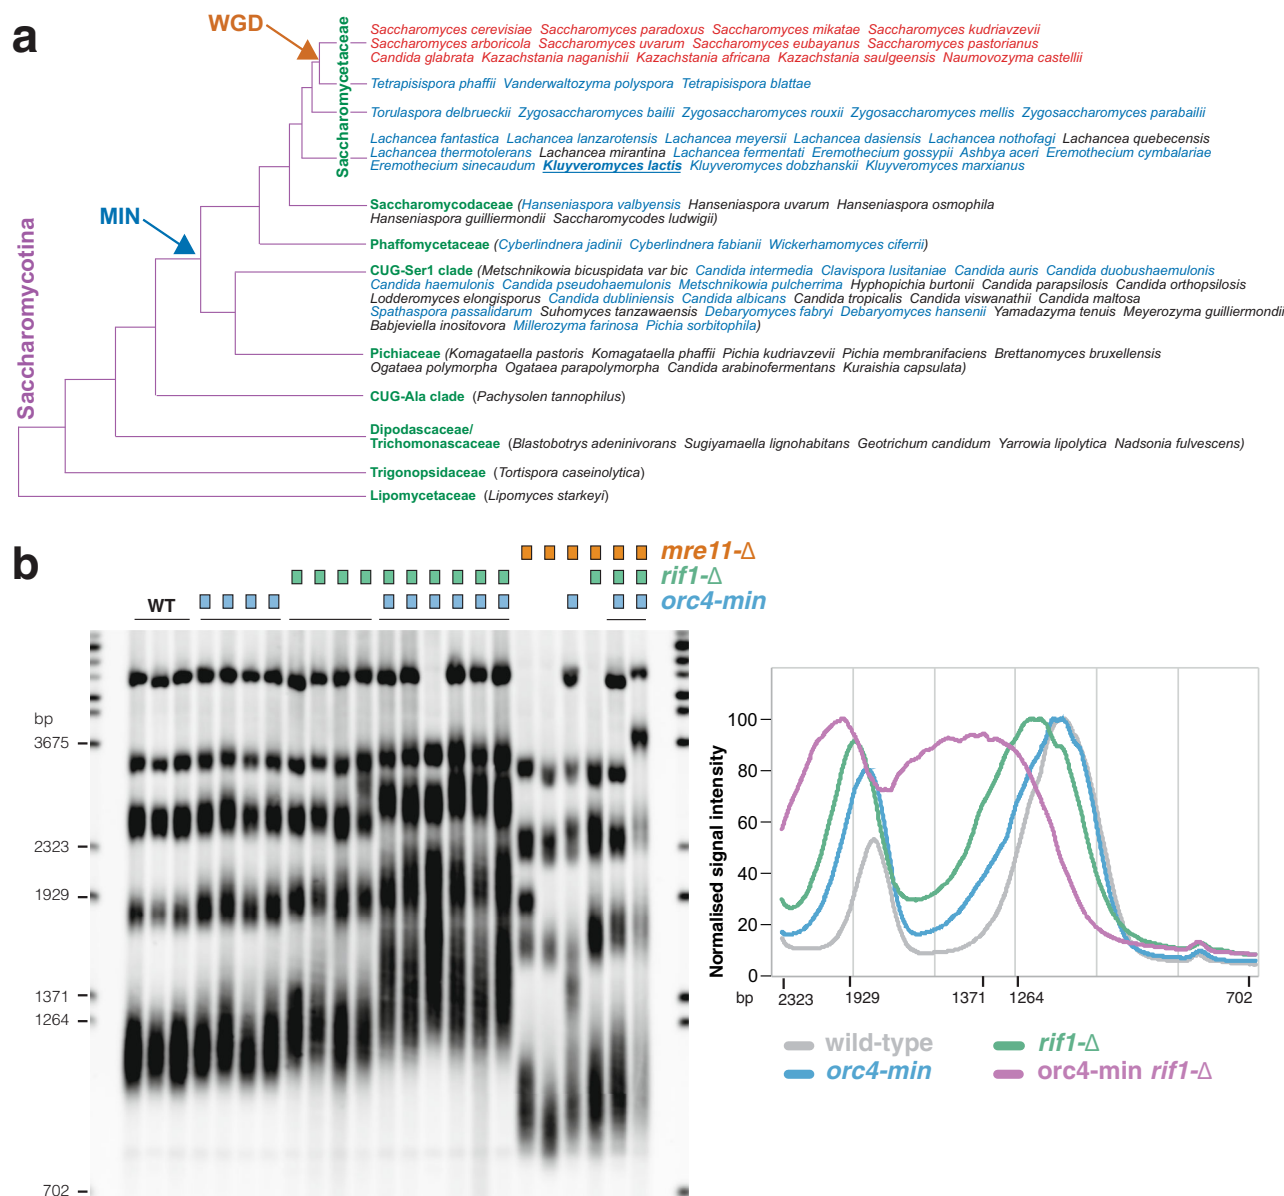 a
WGD
Saccharomycetaceae
Saccharomyces cerevisiae Saccharomyces paradoxus Saccharomyces mikatae Saccharomyces kudriavzevii
Saccharomyces arboricola Saccharomyces uvarum Saccharomyces eubayanus Saccharomyces pastorianus
Candida glabrata Kazachstania naganishii Kazachstania africana Kazachstania saulgeensis Naumovozyma castellii
Tetrapisispora phaffii Vanderwaltozyma polyspora Tetrapisispora blattae
Torulaspora delbrueckii Zygosaccharomyces bailii Zygosaccharomyces rouxii Zygosaccharomyces mellis Zygosaccharomyces parabailii
Lachancea fantastica Lachancea lanzarotensis Lachancea meyersii Lachancea dasiensis Lachancea nothofagi Lachancea quebecensis
Lachancea thermotolerans Lachancea mirantina Lachancea fermentati Eremothecium gossypii Ashbya aceri Eremothecium cymbalariae
Eremothecium sinecaudum Kluyveromyces lactis Kluyveromyces dobzhanskii Kluyveromyces marxianus
MIN
Saccharomycotina
Saccharomycodaceae (Hanseniaspora valbyensis Hanseniaspora uvarum Hanseniaspora osmophila
Hanseniaspora guilliermondii Saccharomycodes ludwigii)
Phaffomycetaceae (Cyberlindnera jadinii Cyberlindnera fabianii Wickerhamomyces ciferrii)
CUG-Ser1 clade (Metschnikowia bicuspidata var bic Candida intermedia Clavispora lusitaniae Candida auris Candida duobushaemulonis
Candida haemulonis Candida pseudohaemulonis Metschnikowia pulcherrima Hyphopichia burtonii Candida parapsilosis Candida orthopsilosis
Lodderomyces elongisporus Candida dubliniensis Candida albicans Candida tropicalis Candida viswanathii Candida maltosa
Spathaspora passalidarum Suhomyces tanzawaensis Debaryomyces fabryi Debaryomyces hansenii Yamadazyma tenuis Meyerozyma guilliermondii
Babjeviella inositovora Millerozyma farinosa Pichia sorbitophila)
Pichiaceae (Komagataella pastoris Komagataella phaffii Pichia kudriavzevii Pichia membranifaciens Brettanomyces bruxellensis
Ogataea polymorpha Ogataea parapolymorpha Candida arabinofermentans Kuraishia capsulata)
CUG-Ala clade (Pachysolen tannophilus)
Dipodascaceae/
Trichomonascaceae (Blastobotrys adeninivorans Sugiyamaella lignohabitans Geotrichum candidum Yarrowia lipolytica Nadsonia fulvescens)
Trigonopsidaceae (Tortispora caseinolytica)
Lipomycetaceae (Lipomyces starkeyi)
b
mre11-Δ
rif1-Δ
orc4-min
WT
bp
3675
2323
1929
1371
1264
702
Normalised signal intensity
100
80
60
40
20
0
bp 2323 1929 1371 1264 702
wild-type rif1-Δ
orc4-min orc4-min rif1-Δ